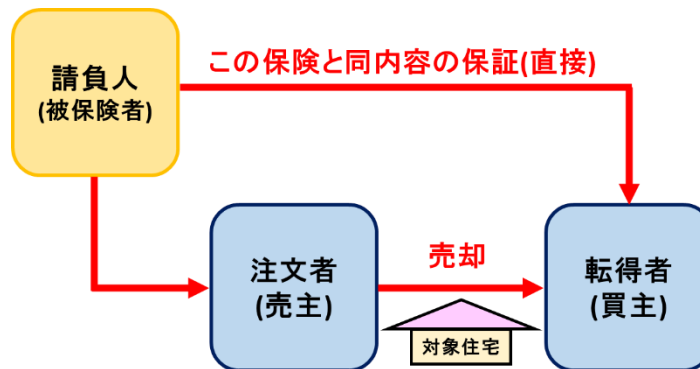 請負人
(被保険者)
この保険と同内容の保証(直接)
注文者
(売主)
売却
対象住宅
転得者
(買主)